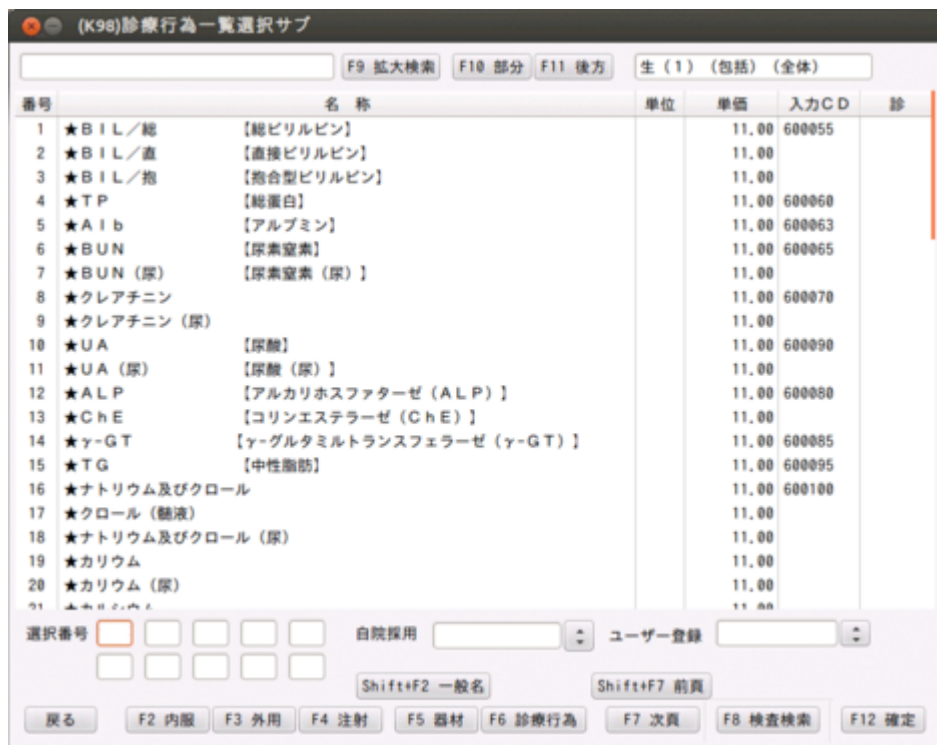 (K98)診療行為一覧選択サブ
F9 拡大検索 F10 部分 F11 後方 生(1) (包括) (全体)
番号 名 称 単位 単価 入力CD 診
1 ★BIL/総 【総ビリルビン】 11.00 600055
2 ★BIL/直 【直接ビリルビン】 11.00
3 ★BIL/抱 【抱合型ビリルビン】 11.00
4 ★TP 【総蛋白】 11.00 600060
5 ★Alb 【アルブミン】 11.00 600063
6 ★BUN 【尿素窒素】 11.00 600065
7 ★BUN(尿) 【尿素窒素(尿)】 11.00
8 ★クレアチニン 11.00 600070
9 ★クレアチニン(尿) 11.00
10 ★UA 【尿酸】 11.00 600090
11 ★UA(尿) 【尿酸(尿)】 11.00
12 ★ALP 【アルカリホスファターゼ(ALP)】 11.00 600080
13 ★ChE 【コリンエステラーゼ(ChE)】 11.00
14 ★γ-GT 【γ-グルタミルトランスフェラーゼ(γ-GT)】 11.00 600085
15 ★TG 【中性脂肪】 11.00 600095
16 ★ナトリウム及びクロール 11.00 600100
17 ★クロール(髄液) 11.00
18 ★ナトリウム及びクロール(尿) 11.00
19 ★カリウム 11.00
20 ★カリウム(尿) 11.00
21 ★カルシウム 11.00
選択番号 自院採用 ユーザー登録
Shift+F2 一般名 Shift+F7 前頁
戻る F2 内服 F3 外用 F4 注射 F5 器材 F6 診療行為 F7 次頁 F8 検査検索 F12 確定